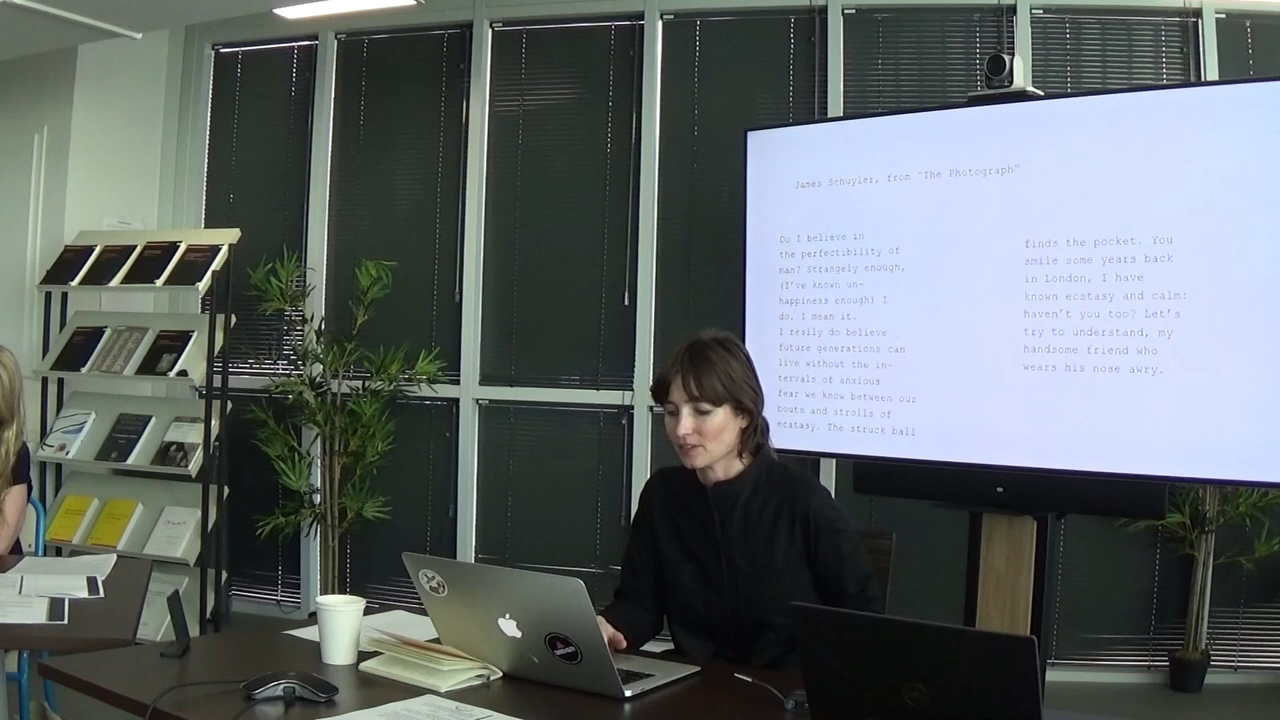 James Schuyler, from "The Photograph"
Do I believe in
the perfectibility of
man? Strangely enough,
(I've known un-
happiness enough) I
do. I mean it.
I really do believe
future generations can
live without the in-
tervals of anxious
fear we know between our
bouts and strolls of
ecstasy. The struck ball
finds the pocket. You
smile some years back
in London, I have
known ecstasy and calm:
haven't you too? Let's
try to understand, my
handsome friend who
wears his nose awry.